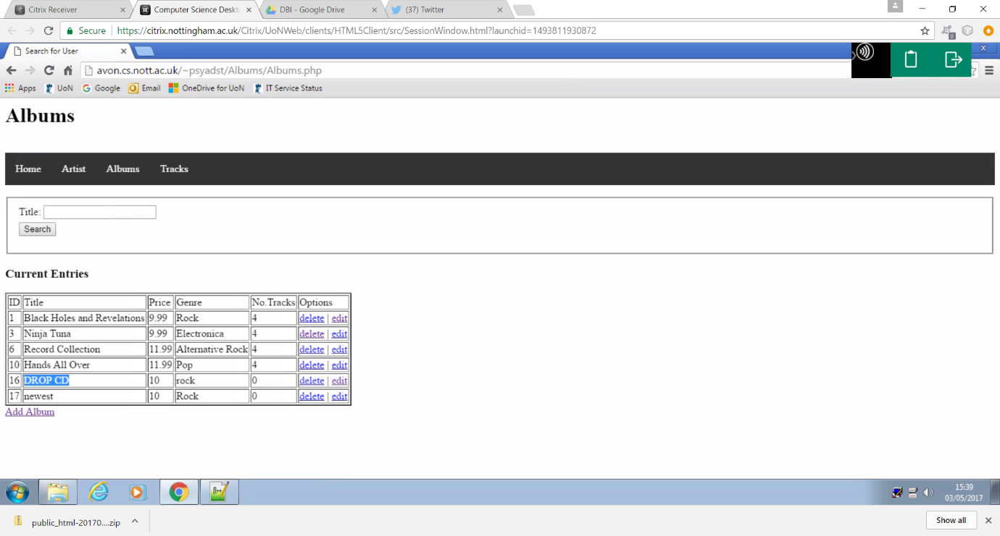 Citrix Receiver
Computer Science Deskt
DBI - Google Drive
(37) Twitter
Secure | https://citrix.nottingham.ac.uk/Citrix/UoNWeb/clients/HTML5Client/src/SessionWindow.html?launchid=1493811930872
0
Search for User
avon.cs.nott.ac.uk/~psyadst/Albums/Albums.php
Apps UoN Google Email OneDrive for UoN IT Service Status
Albums
Home Artist Albums Tracks
Title:
Search
Current Entries
ID Title Price Genre No.Tracks Options
1 Black Holes and Revelations 9.99 Rock 4 delete | edit
3 Ninja Tuna 9.99 Electronica 4 delete | edit
6 Record Collection 11.99 Alternative Rock 4 delete | edit
10 Hands All Over 11.99 Pop 4 delete | edit
16 DROP CD 10 rock 0 delete | edit
17 newest 10 Rock 0 delete | edit
Add Album
15:39
03/05/2017
public_html-20170....zip
Show all